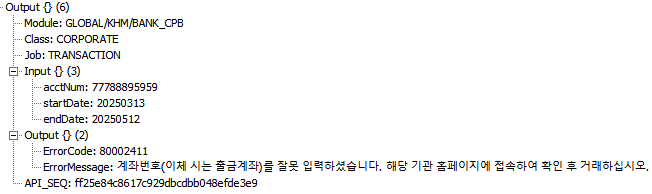 Output {} (6)
Module: GLOBAL/KHM/BANK_CPB
Class: CORPORATE
Job: TRANSACTION
Input {} (3)
acctNum: 77788895959
startDate: 20250313
endDate: 20250512
Output {} (2)
ErrorCode: 80002411
ErrorMessage: 계좌번호(이체 시는 출금계좌)를 잘못 입력하셨습니다. 해당 기관 홈페이지에 접속하여 확인 후 거래하십시오.
API_SEQ: ff25e84c8617c929dbcdbb048efde3e9